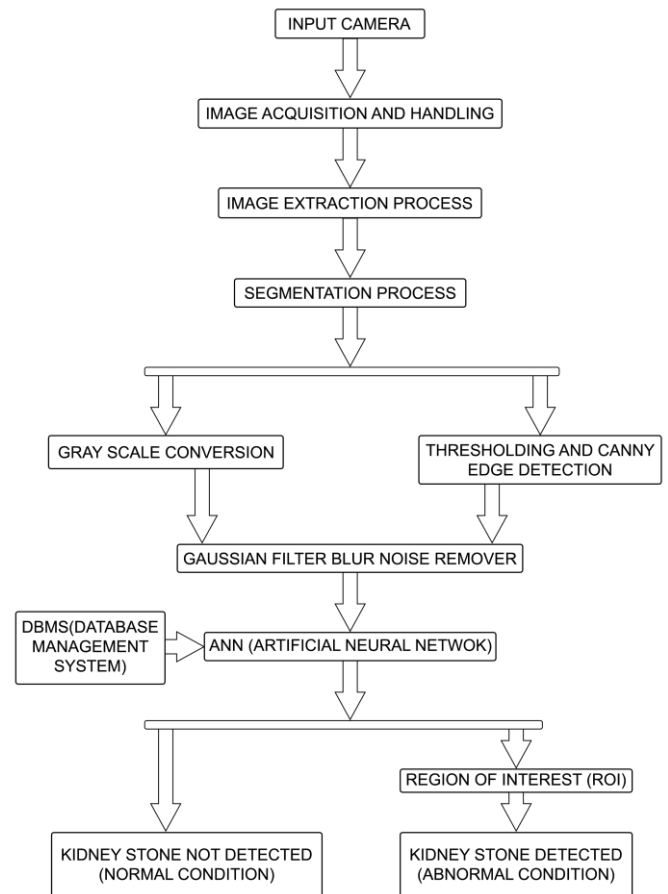 INPUT CAMERA
IMAGE ACQUISITION AND HANDLING
IMAGE EXTRACTION PROCESS
SEGMENTATION PROCESS
GRAY SCALE CONVERSION
THRESHOLDING AND CANNY
EDGE DETECTION
GAUSSIAN FILTER BLUR NOISE REMOVER
DBMS(DATABASE
MANAGEMENT
SYSTEM)
ANN (ARTIFICIAL NEURAL NETWOK)
REGION OF INTEREST (ROI)
KIDNEY STONE NOT DETECTED
(NORMAL CONDITION)
KIDNEY STONE DETECTED
(ABNORMAL CONDITION)